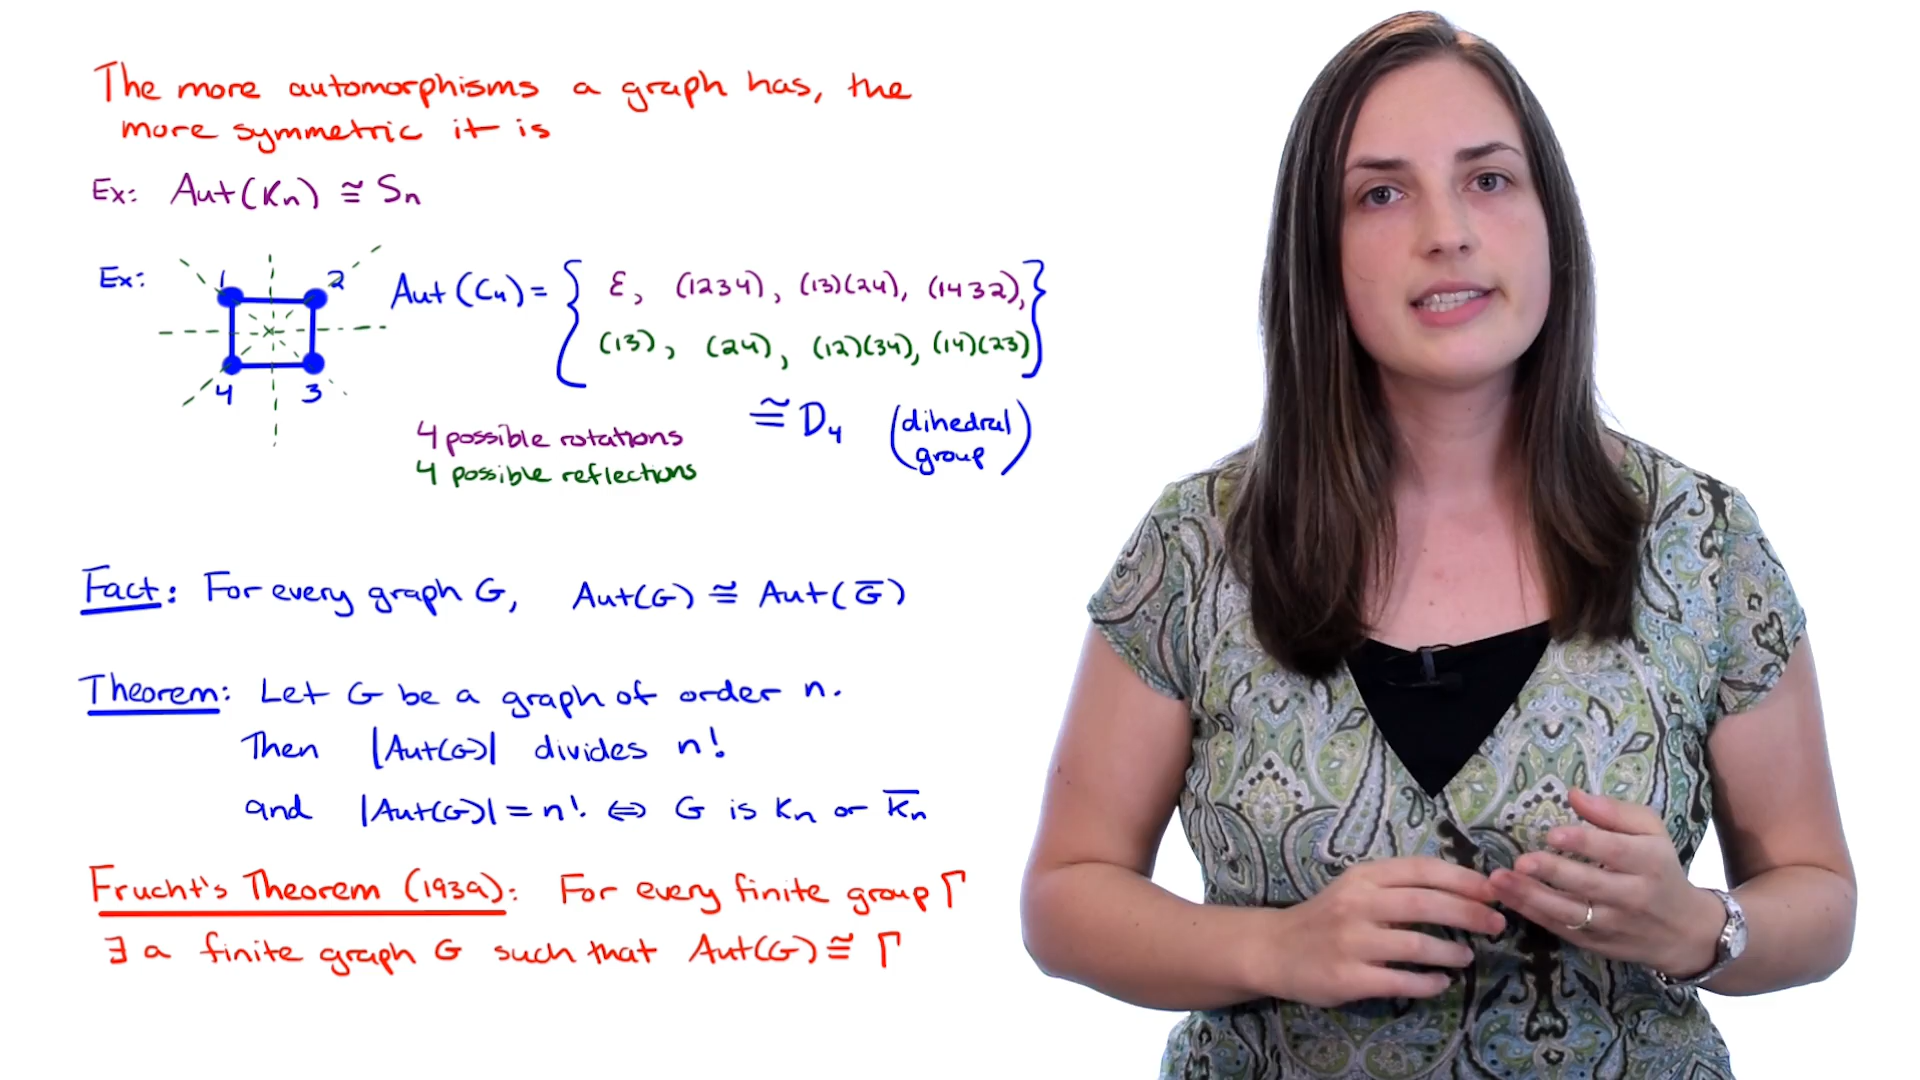 The more automorphisms a graph has, the
more symmetric it is
Ex: Aut(Kn) ≅ Sn
Ex: 1 2 Aut(C4) = { ε, (1234), (13)(24), (1432),
(13), (24), (12)(34), (14)(23) }
4 3
≅ D4 (dihedral
group)
4 possible rotations
4 possible reflections
Fact: For every graph G, Aut(G) ≅ Aut(G̅)
Theorem: Let G be a graph of order n.
Then |Aut(G)| divides n!
and |Aut(G)| = n! ⇔ G is Kn or K̅n
Frucht's Theorem (1939): For every finite group Γ
∃ a finite graph G such that Aut(G) ≅ Γ